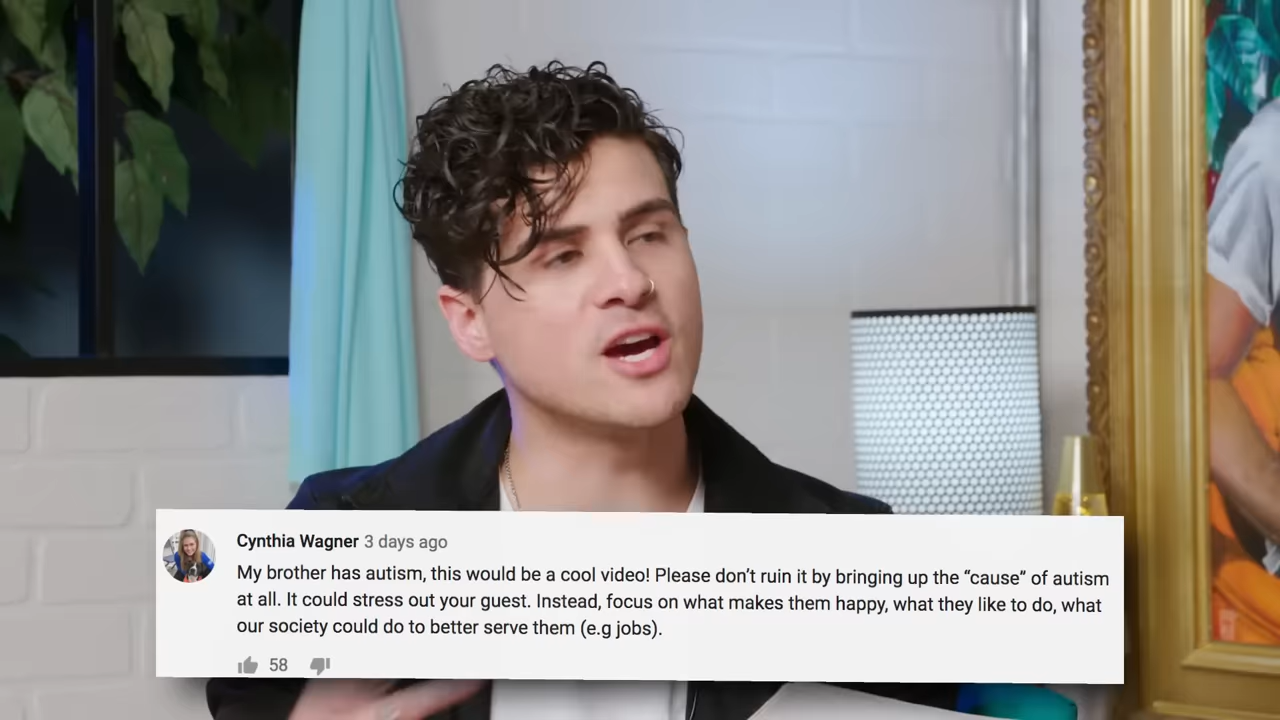 Cynthia Wagner 3 days ago
My brother has autism, this would be a cool video! Please don’t ruin it by bringing up the “cause” of autism
at all. It could stress out your guest. Instead, focus on what makes them happy, what they like to do, what
our society could do to better serve them (e.g jobs).
58